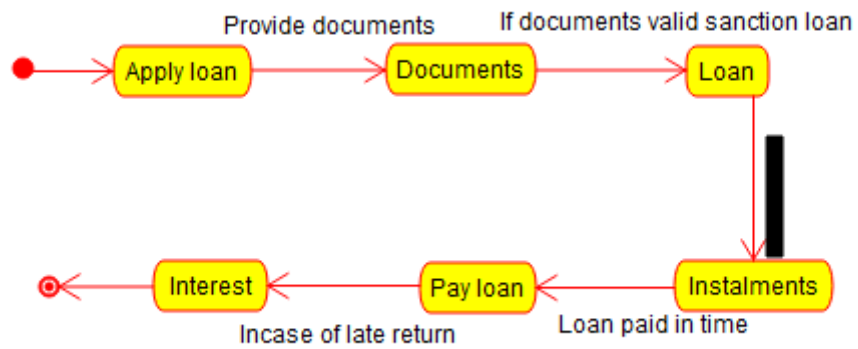 Provide documents
If documents valid sanction loan
Apply loan
Documents
Loan
Interest
Pay loan
Instalments
Incase of late return
Loan paid in time